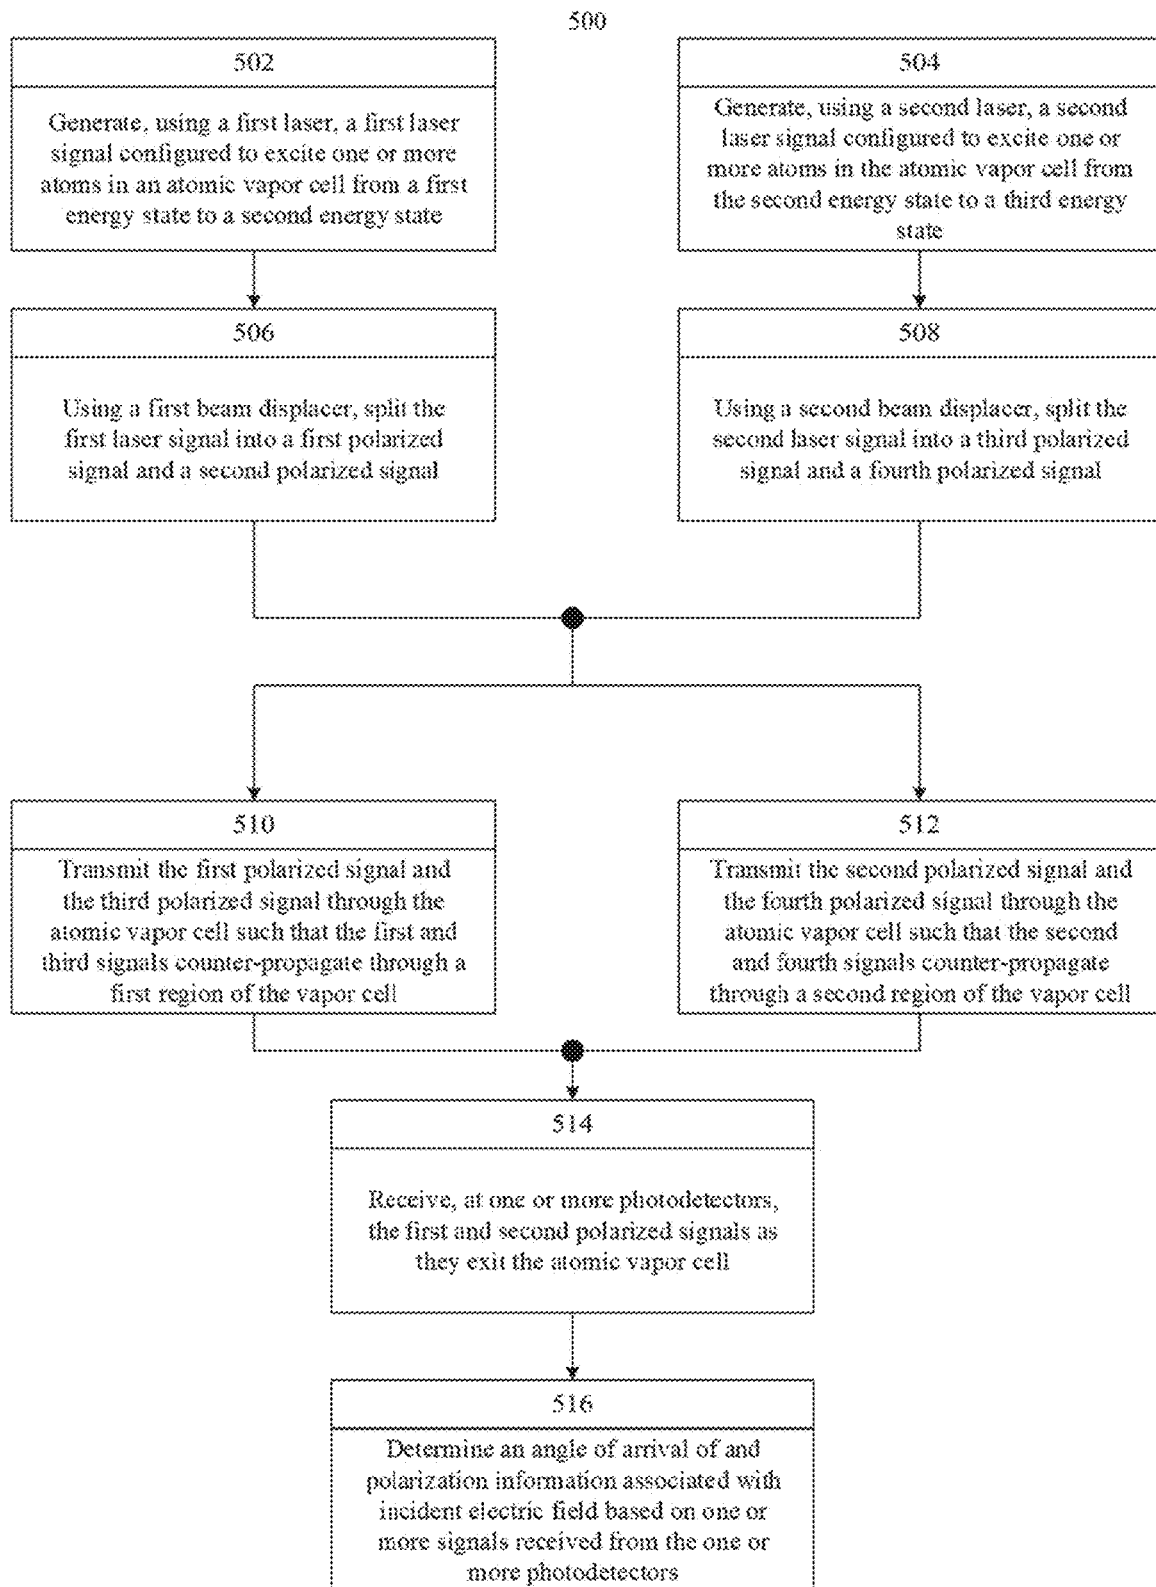 500
502
Generate, using a first laser, a first laser
signal configured to excite one or more
atoms in an atomic vapor cell from a first
energy state to a second energy state
504
Generate, using a second laser, a second
laser signal configured to excite one or
more atoms in the atomic vapor cell from
the second energy state to a third energy
state
506
Using a first beam displacer, split the
first laser signal into a first polarized
signal and a second polarized signal
508
Using a second beam displacer, split the
second laser signal into a third polarized
signal and a fourth polarized signal
510
Transmit the first polarized signal and
the third polarized signal through the
atomic vapor cell such that the first and
third signals counter-propagate through a
first region of the vapor cell
512
Transmit the second polarized signal and
the fourth polarized signal through the
atomic vapor cell such that the second
and fourth signals counter-propagate
through a second region of the vapor cell
514
Receive, at one or more photodetectors,
the first and second polarized signals as
they exit the atomic vapor cell
516
Determine an angle of arrival of and
polarization information associated with
incident electric field based on one or
more signals received from the one or
more photodetectors